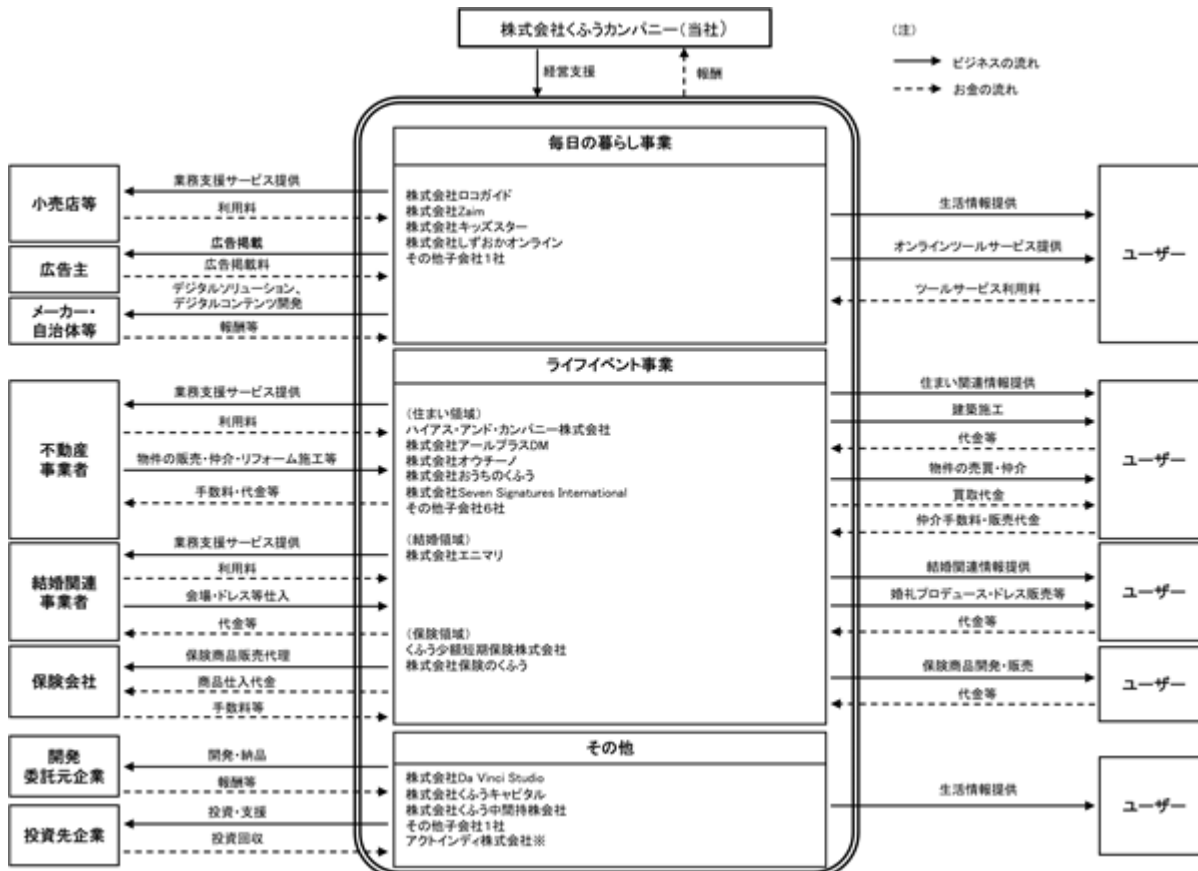 株式会社くふうカンパニー(当社)
(注)
ビジネスの流れ
お金の流れ
経営支援
報酬
毎日の暮らし事業
小売店等
業務支援サービス提供
利用料
広告主
広告掲載
広告掲載料
メーカー・
自治体等
デジタルソリューション、
デジタルコンテンツ開発
報酬等
株式会社ロコガイド
株式会社Zaim
株式会社キッズスター
株式会社しずおかオンライン
その他子会社1社
生活情報提供
オンラインツールサービス提供
ツールサービス利用料
ユーザー
ライフイベント事業
不動産
事業者
業務支援サービス提供
利用料
物件の販売・仲介・リフォーム施工等
手数料・代金等
(住まい領域)
ハイアス・アンド・カンパニー株式会社
株式会社アールプラスDM
株式会社オウチーノ
株式会社おうちのくふう
株式会社Seven Signatures International
その他子会社6社
住まい関連情報提供
建築施工
代金等
物件の売買・仲介
買取代金
仲介手数料・販売代金
ユーザー
結婚関連
事業者
業務支援サービス提供
利用料
会場・ドレス等仕入
代金等
(結婚領域)
株式会社エニマリ
結婚関連情報提供
婚礼プロデュース・ドレス販売等
代金等
ユーザー
保険会社
保険商品販売代理
商品仕入代金
手数料等
(保険領域)
くふう少額短期保険株式会社
株式会社保険のくふう
保険商品開発・販売
代金等
ユーザー
その他
開発
委託元企業
開発・納品
報酬等
投資先企業
投資・支援
投資回収
株式会社Da Vinci Studio
株式会社くふうキャピタル
株式会社くふう中間持株会社
その他子会社1社
アクトインディ株式会社※
生活情報提供
ユーザー